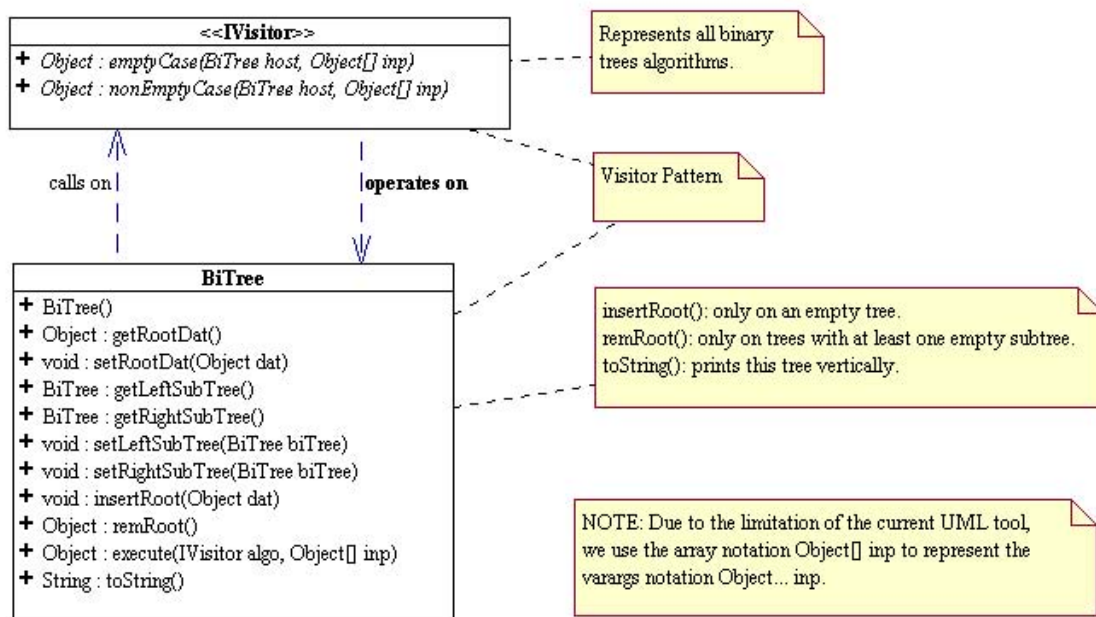 <<IVisitor>>
+ Object : emptyCase(BiTree host, Object[] inp)
+ Object : nonEmptyCase(BiTree host, Object[] inp)
Represents all binary
trees algorithms.
calls on
operates on
Visitor Pattern
BiTree
+ BiTree()
+ Object : getRootDat()
+ void : setRootDat(Object dat)
+ BiTree : getLeftSubTree()
+ BiTree : getRightSubTree()
+ void : setLeftSubTree(BiTree biTree)
+ void : setRightSubTree(BiTree biTree)
+ void : insertRoot(Object dat)
+ Object : remRoot()
+ Object : execute(IVisitor algo, Object[] inp)
+ String : toString()
insertRoot(): only on an empty tree.
remRoot(): only on trees with at least one empty subtree.
toString(): prints this tree vertically.
NOTE: Due to the limitation of the current UML tool,
we use the array notation Object[] inp to represent the
varargs notation Object... inp.